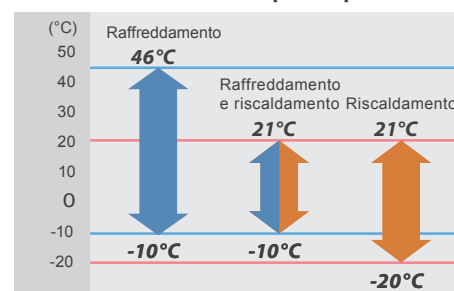 (°C)
50
40
30
20
10
0
-10
-20
Raffreddamento
46°C
-10°C
Raffreddamento
e riscaldamento
21°C
-10°C
Riscaldamento
21°C
-20°C